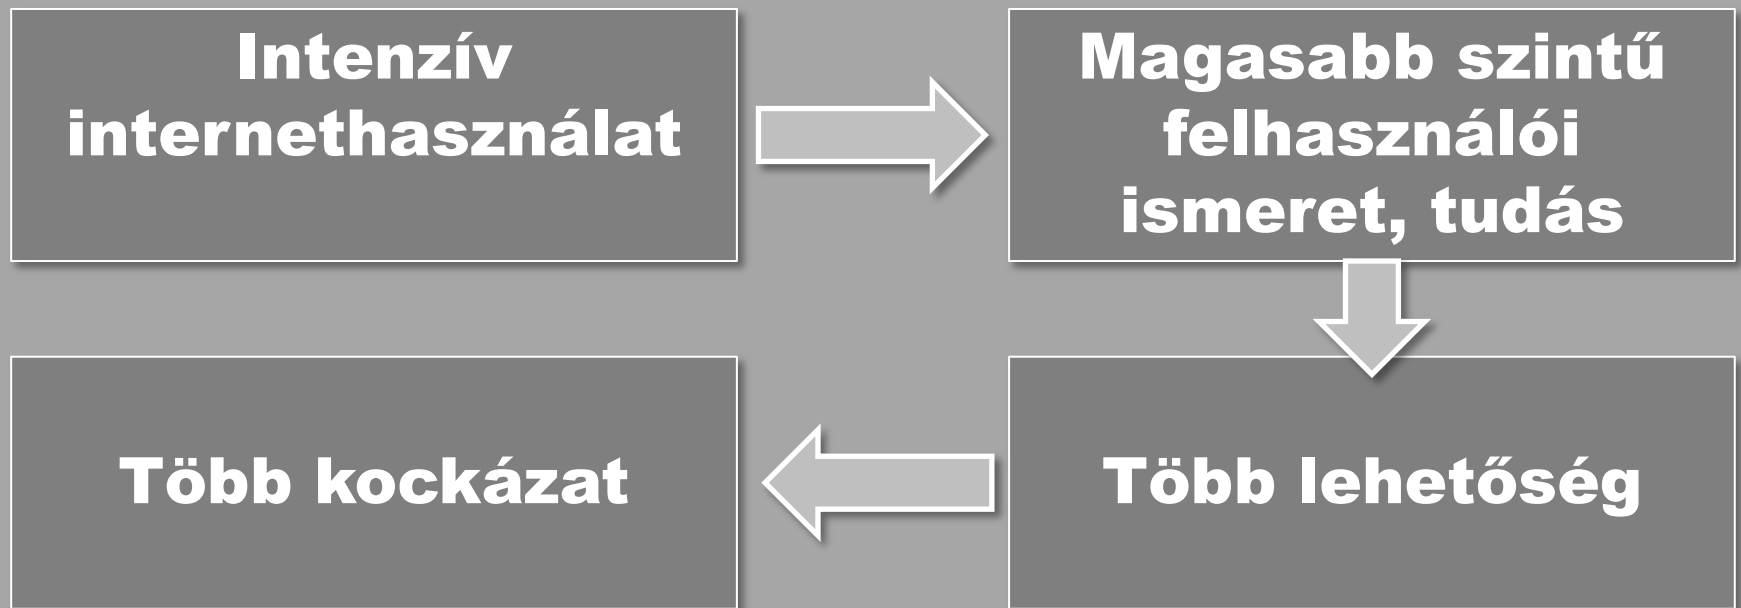 Intenzív
internethasználat
Magasabb szintű
felhasználói
ismeret, tudás
Több lehetőség
Több kockázat